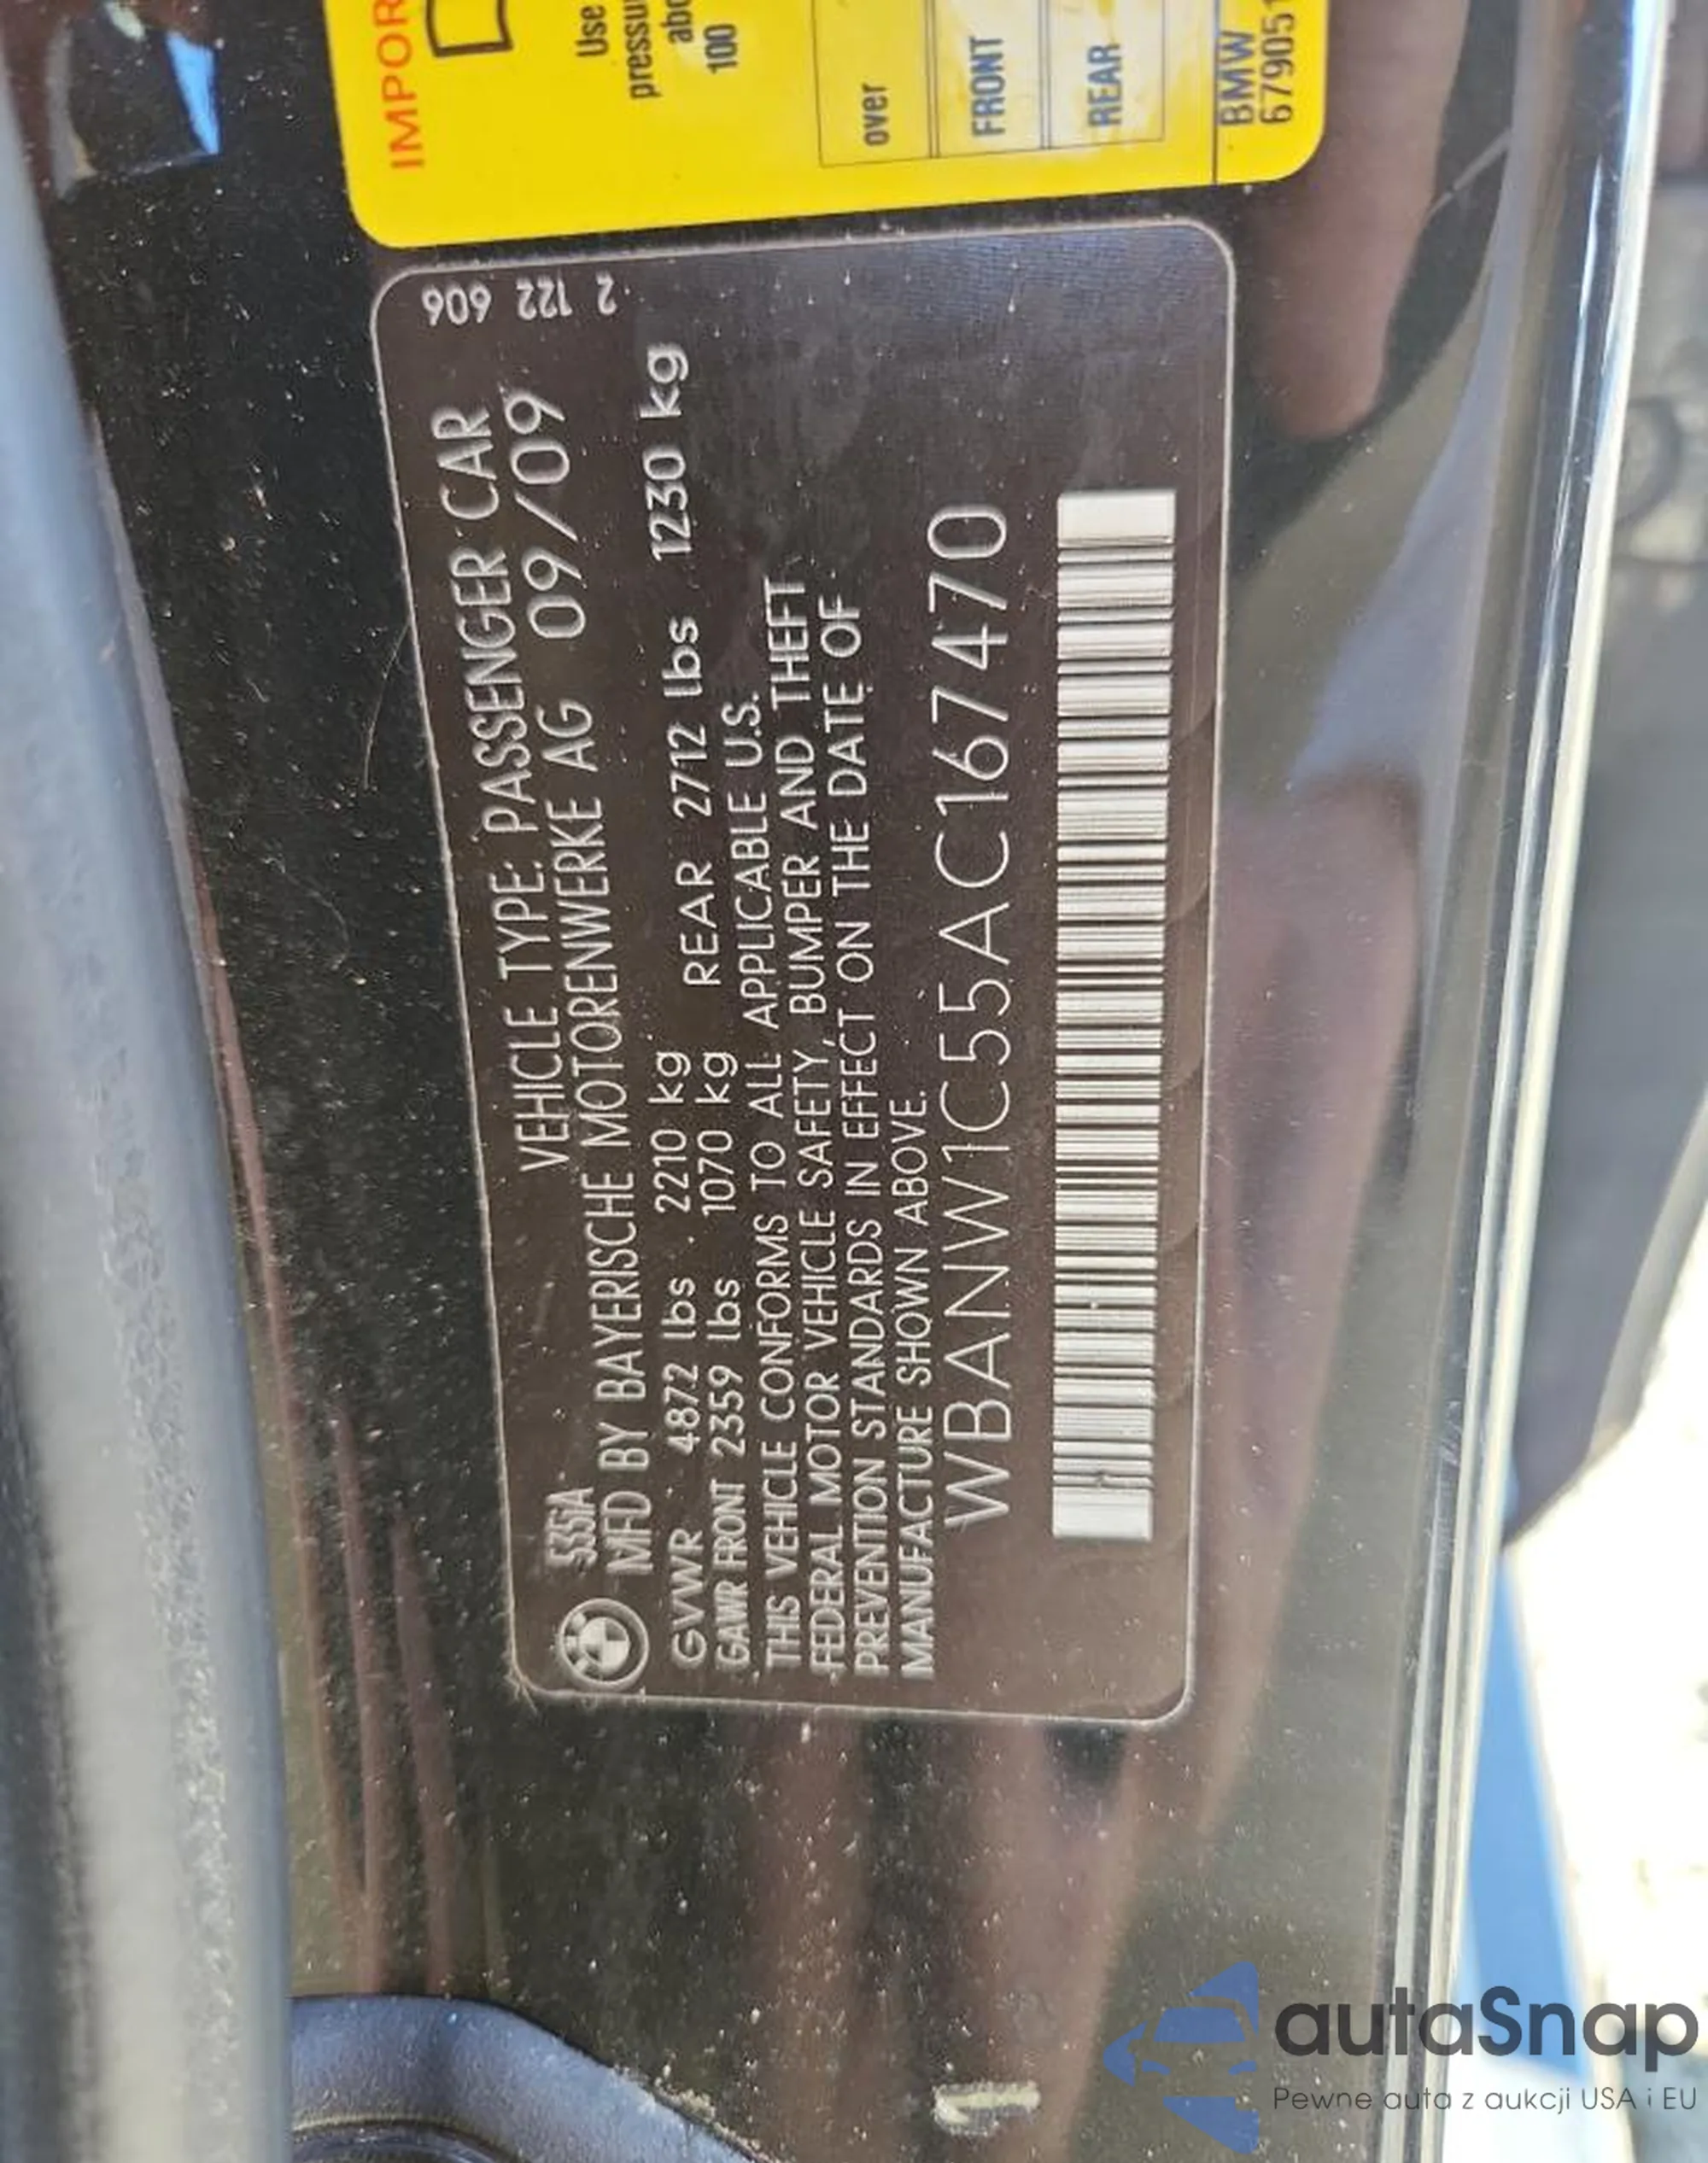 IMPOR
Use
pressu
abo
100
over
FRONT
REAR
BMW
679051
606
122
2
535A VEHICLE TYPE: PASSENGER CAR
MFD BY BAYERISCHE MOTORENWERKE AG 09/09
GVWR 4872 lbs 2210 kg
GAWR FRONT 2359 lbs 1070 kg REAR 2712 lbs 1230 kg
THIS VEHICLE CONFORMS TO ALL APPLICABLE U.S.
FEDERAL MOTOR VEHICLE SAFETY, BUMPER AND THEFT
PREVENTION STANDARDS IN EFFECT ON THE DATE OF
MANUFACTURE SHOWN ABOVE.
WBANW1C55AC167470
1
autaSnap
Pewne auta z aukcji USA i EU